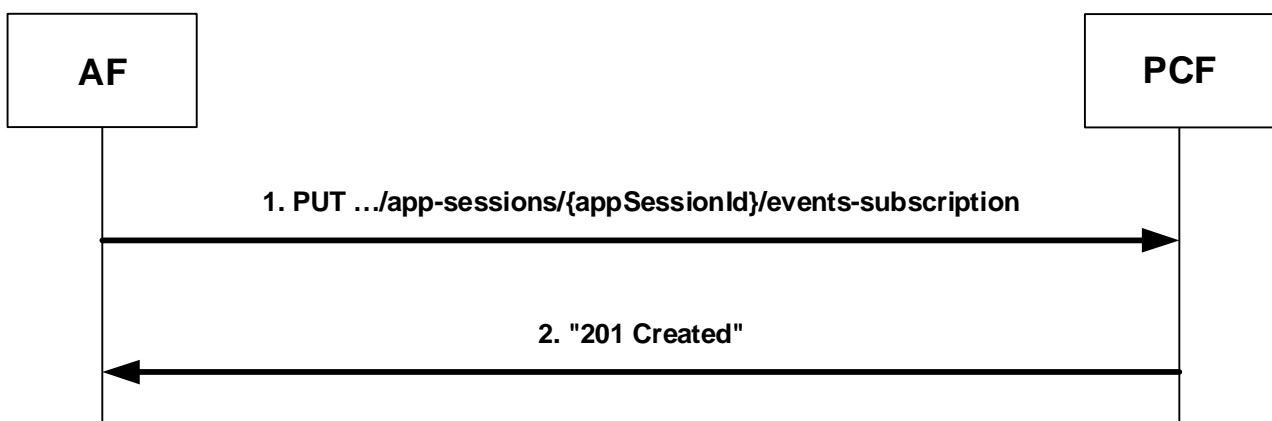 AF
PCF
1. PUT …/app-sessions/{appSessionId}/events-subscription
2. "201 Created"